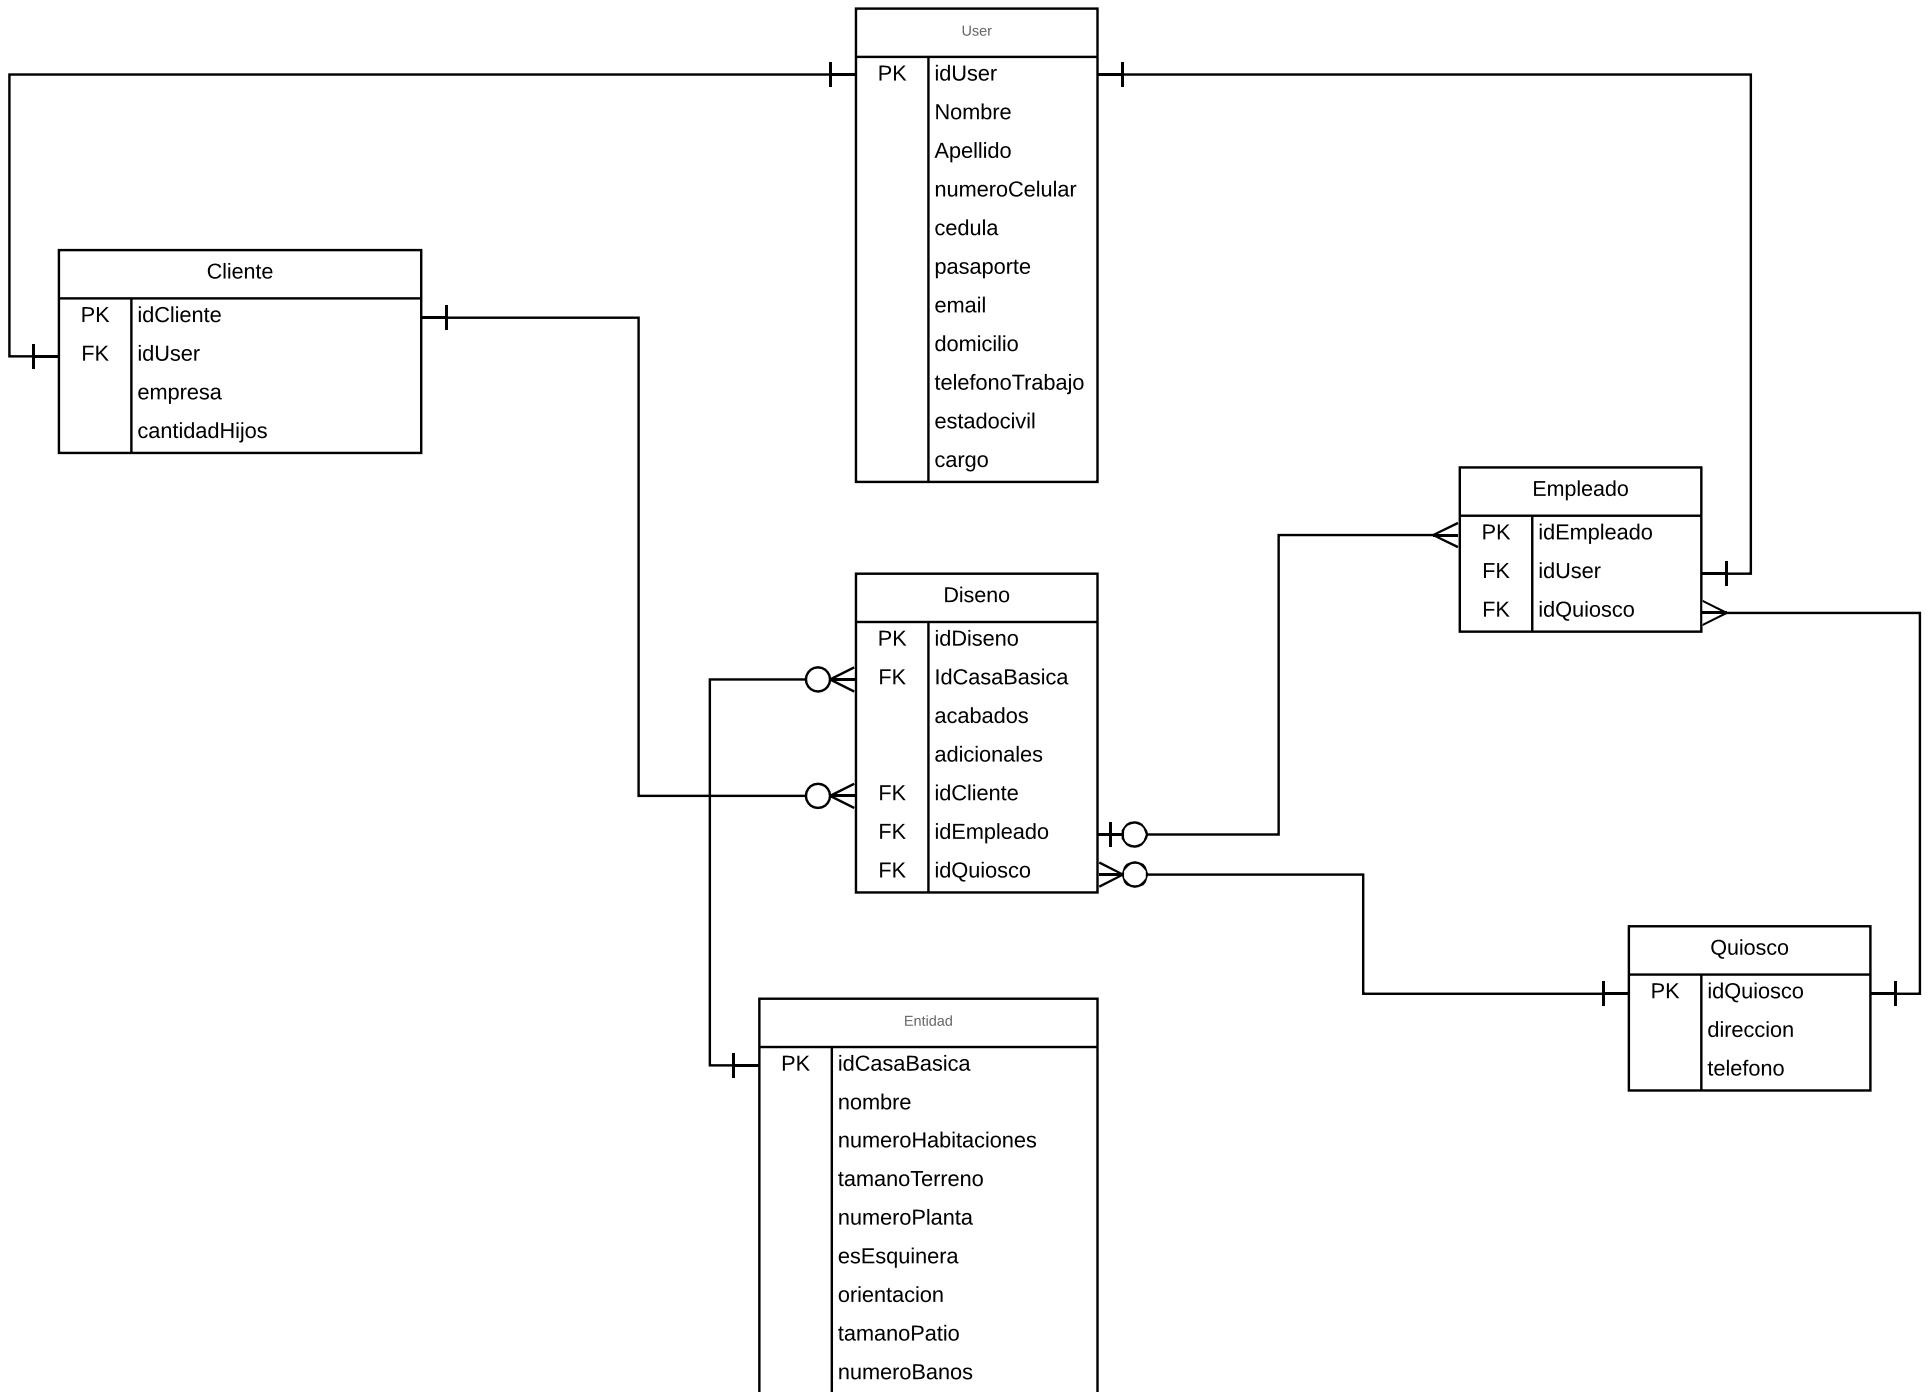 User
PK idUser
Nombre
Apellido
numeroCelular
cedula
pasaporte
email
domicilio
telefonoTrabajo
estadocivil
cargo
Cliente
PK idCliente
FK idUser
empresa
cantidadHijos
Empleado
PK idEmpleado
FK idUser
FK idQuiosco
Diseno
PK idDiseno
FK IdCasaBasica
acabados
adicionales
FK idCliente
FK idEmpleado
FK idQuiosco
Quiosco
PK idQuiosco
direccion
telefono
Entidad
PK idCasaBasica
nombre
numeroHabitaciones
tamanoTerreno
numeroPlanta
esEsquinera
orientacion
tamanoPatio
numeroBanos